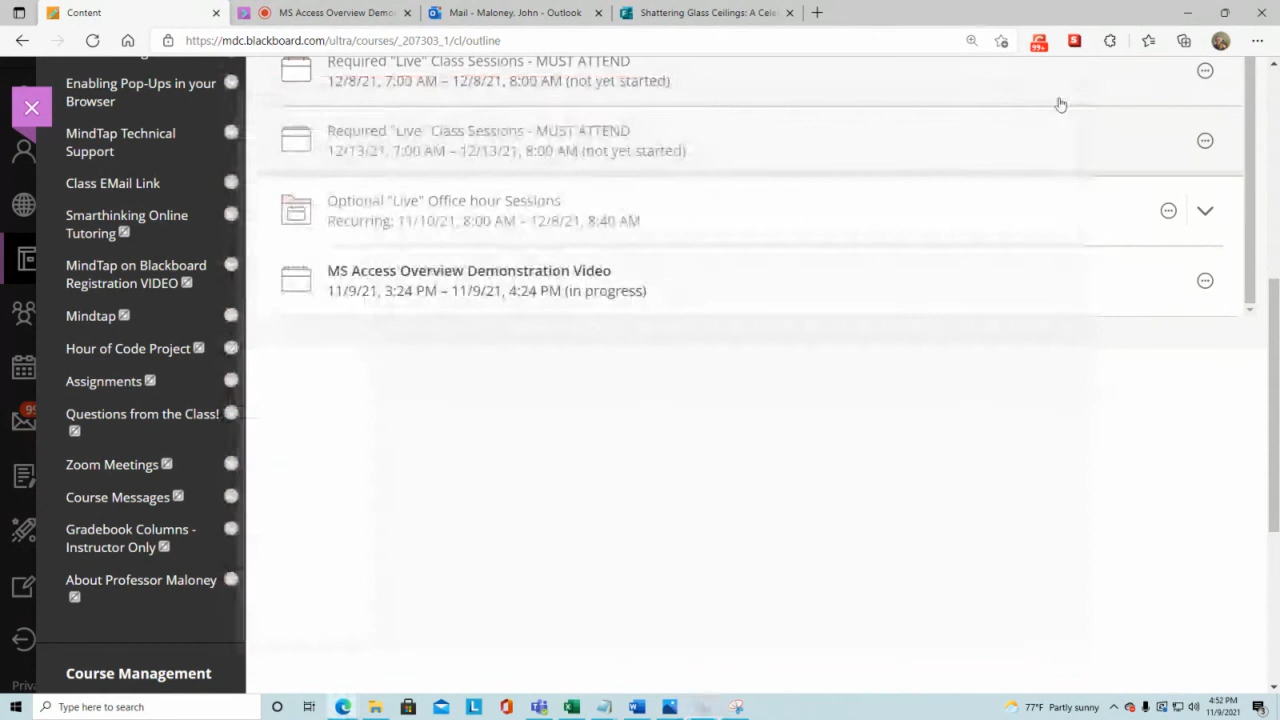 Content
MS Access Overview Demo
Mail - Maloney, John - Outlook
Shattering Glass Ceilings: A Cele
https://mdc.blackboard.com/ultra/courses/_207303_1/cl/outline
99+
S
Enabling Pop-Ups in your
Browser
MindTap Technical
Support
Class EMail Link
Smarthinking Online
Tutoring
MindTap on Blackboard
Registration VIDEO
Mindtap
Hour of Code Project
Assignments
Questions from the Class!
Zoom Meetings
Course Messages
Gradebook Columns -
Instructor Only
About Professor Maloney
Course Management
99
Priva
Required "Live" Class Sessions - MUST ATTEND
12/8/21, 7:00 AM – 12/8/21, 8:00 AM (not yet started)
Required "Live" Class Sessions - MUST ATTEND
12/13/21, 7:00 AM – 12/13/21, 8:00 AM (not yet started)
Optional "Live" Office hour Sessions
Recurring: 11/10/21, 8:00 AM – 12/8/21, 8:40 AM
MS Access Overview Demonstration Video
11/9/21, 3:24 PM – 11/9/21, 4:24 PM (in progress)
Type here to search
77°F Partly sunny
4:52 PM
11/9/2021